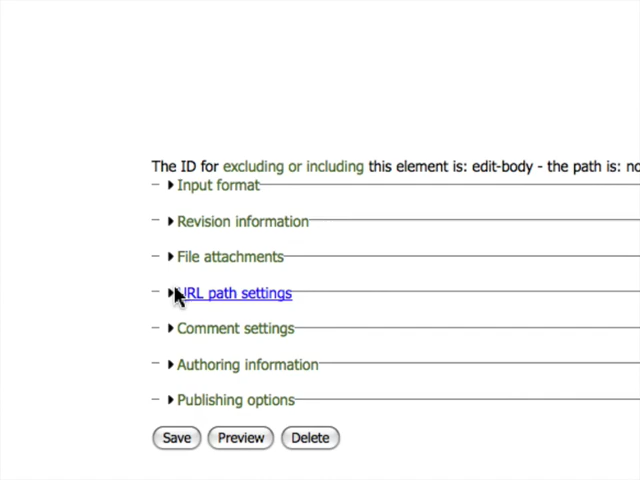 The ID for excluding or including this element is: edit-body - the path is: no
Input format
Revision information
File attachments
URL path settings
Comment settings
Authoring information
Publishing options
Save Preview Delete